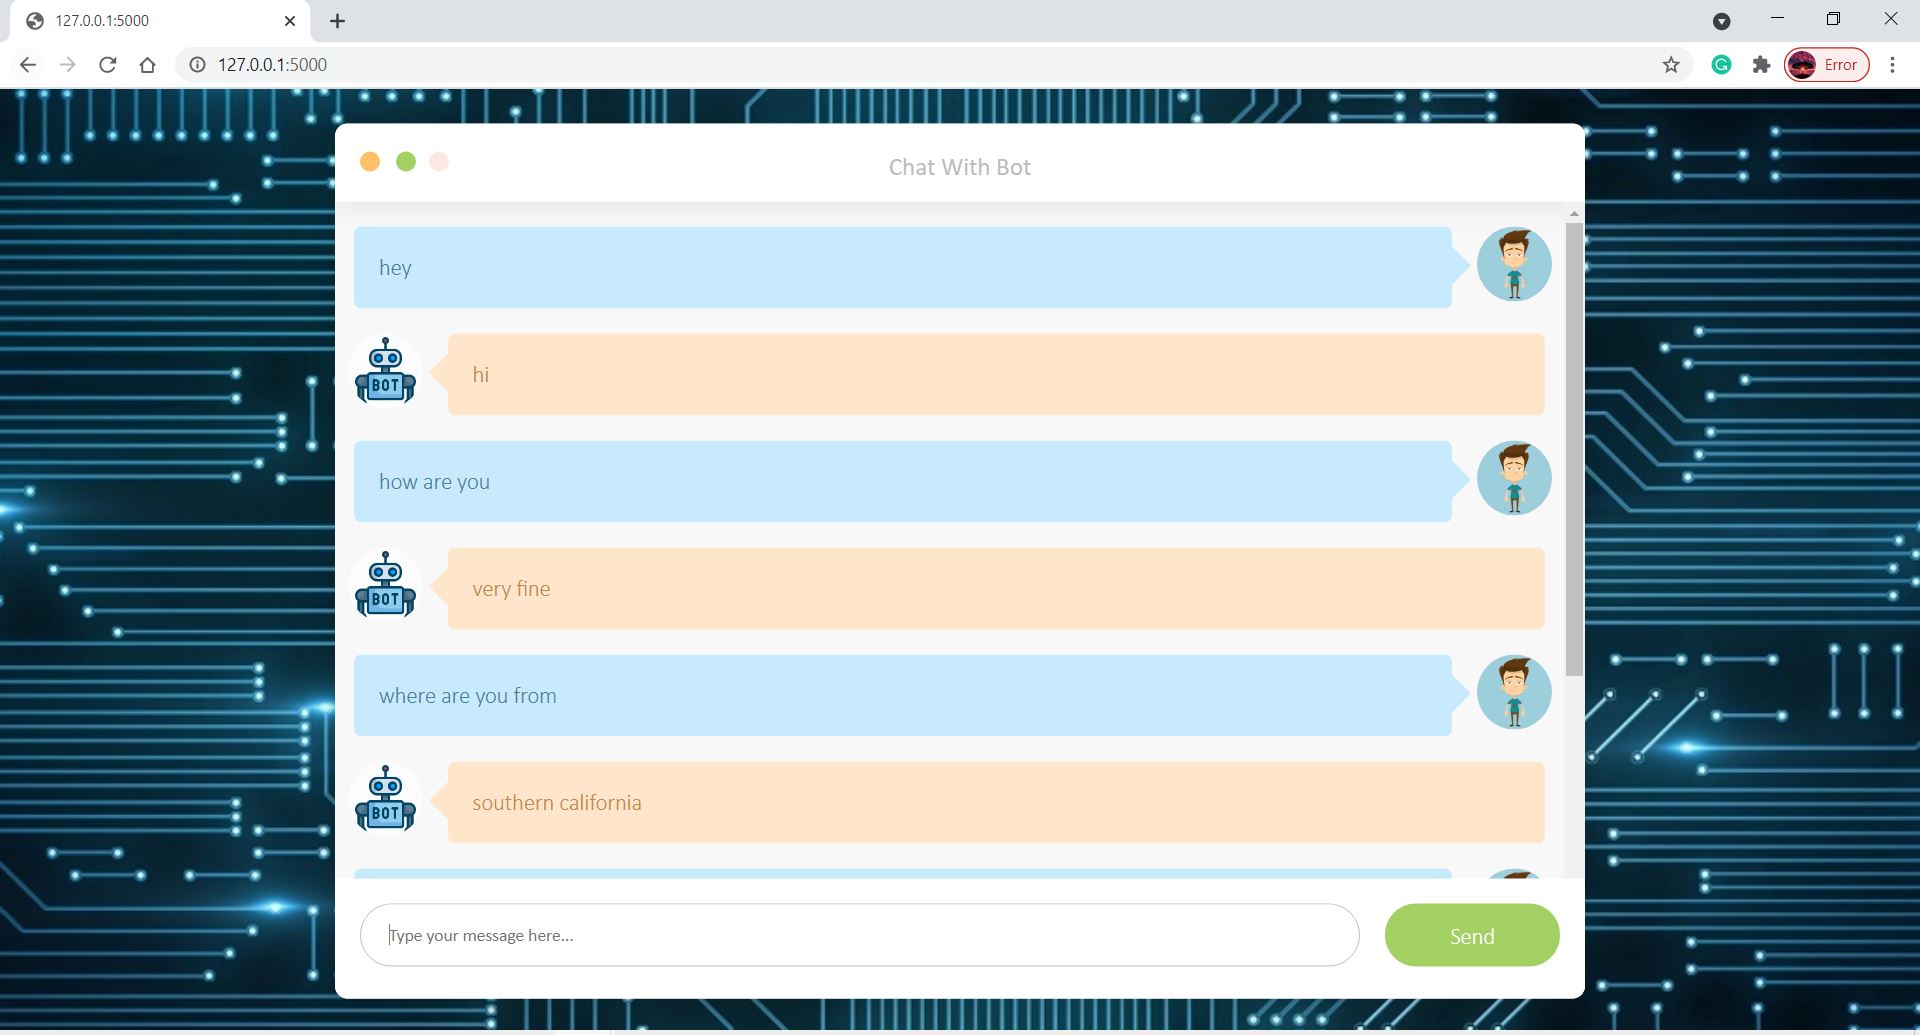 127.0.0.1:5000
127.0.0.1:5000
Error
Chat With Bot
hey
BOT
hi
how are you
BOT
very fine
where are you from
BOT
southern california
Type your message here...
Send